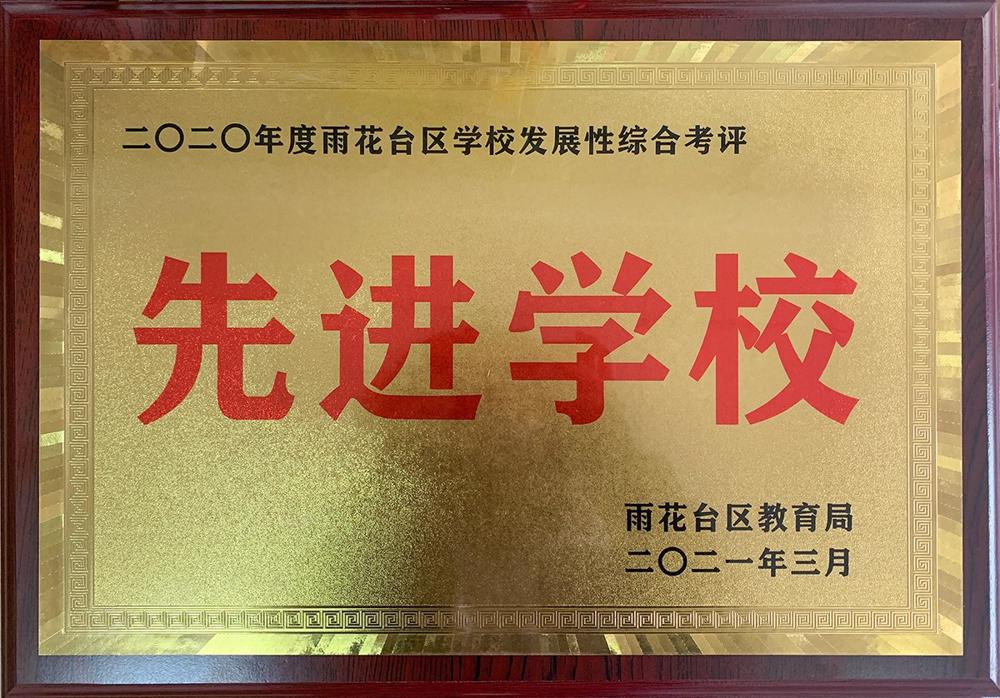 二〇二〇年度雨花台区学校发展性综合考评
先进学校
雨花台区教育局
二〇二一年三月